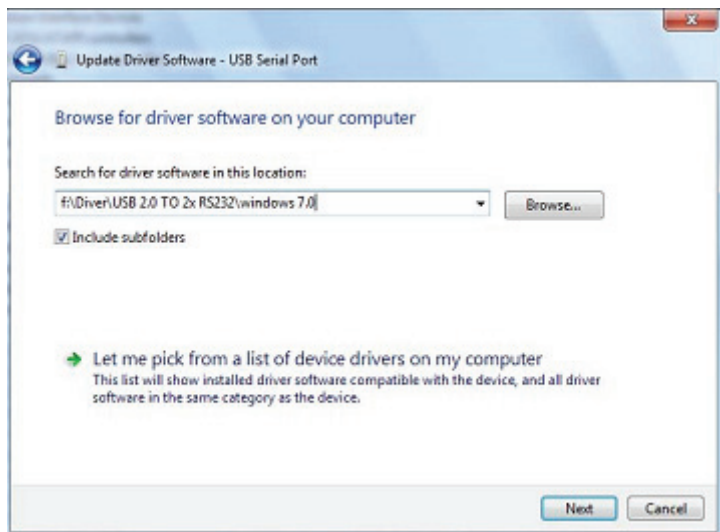 Update Driver Software - USB Serial Port
Browse for driver software on your computer
Search for driver software in this location:
f:\Diver\USB 2.0 TO 2x RS232\windows 7.0
Browse...
Include subfolders
Let me pick from a list of device drivers on my computer
This list will show installed driver software compatible with the device, and all driver
software in the same category as the device.
Next
Cancel